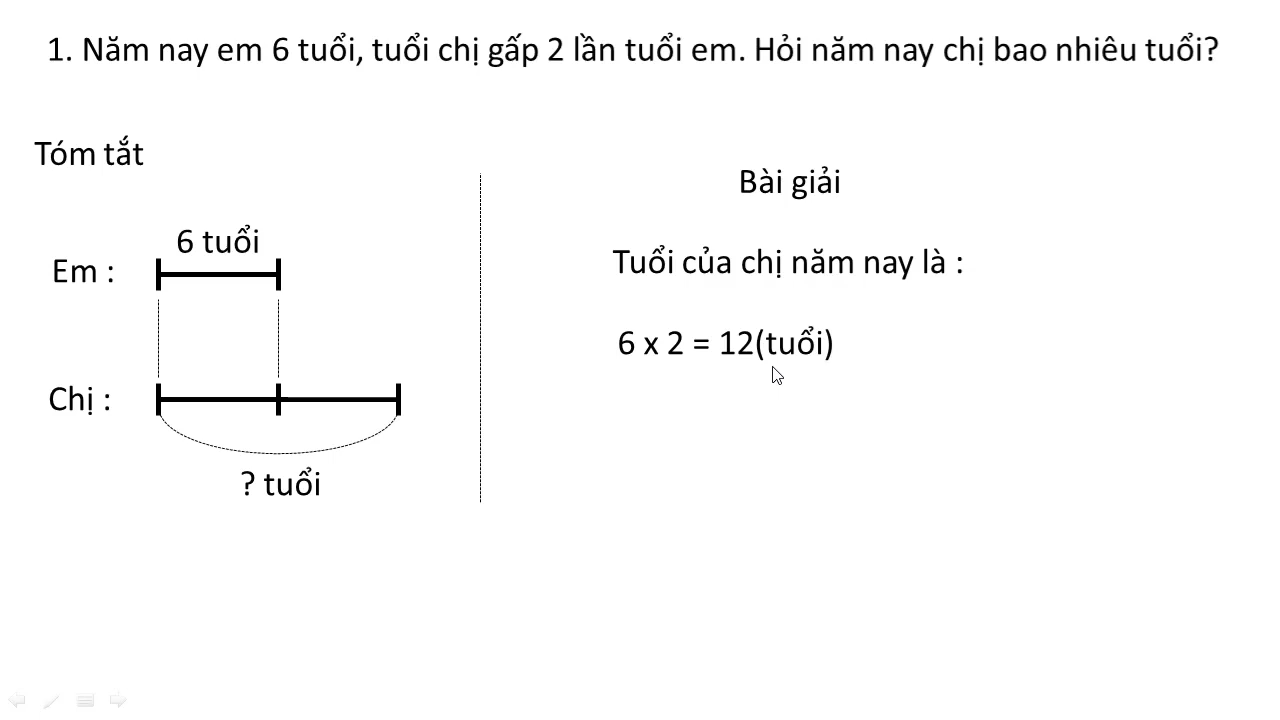 1. Năm nay em 6 tuổi, tuổi chị gấp 2 lần tuổi em. Hỏi năm nay chị bao nhiêu tuổi?
Tóm tắt
6 tuổi
Em :
Chị :
? tuổi
Bài giải
Tuổi của chị năm nay là :
6 x 2 = 12(tuổi)